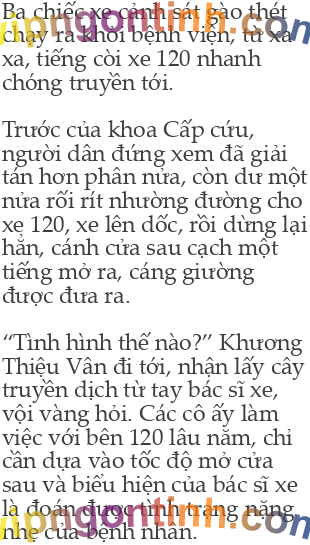 Ba chiếc xe cảnh sát gào thét
chạy ra khỏi bệnh viện, từ xa
xa, tiếng còi xe 120 nhanh
chóng truyền tới.
Trước của khoa Cấp cứu,
người dân đứng xem đã giải
tán hơn phân nửa, còn dư một
nửa rối rít nhường đường cho
xe 120, xe lên dốc, rồi dừng lại
hẳn, cánh cửa sau cạch một
tiếng mở ra, cáng giường
được đưa ra.
“Tình hình thế nào?” Khương
Thiệu Vân đi tới, nhận lấy cây
truyền dịch từ tay bác sĩ xe,
vội vàng hỏi. Các cô ấy làm
việc với bên 120 lâu năm, chỉ
cần dựa vào tốc độ mở cửa
sau và biểu hiện của bác sĩ xe
là đoán được tình trạng nặng
nhẹ của bệnh nhân.
vipngontinh.com
vipngontinh.com